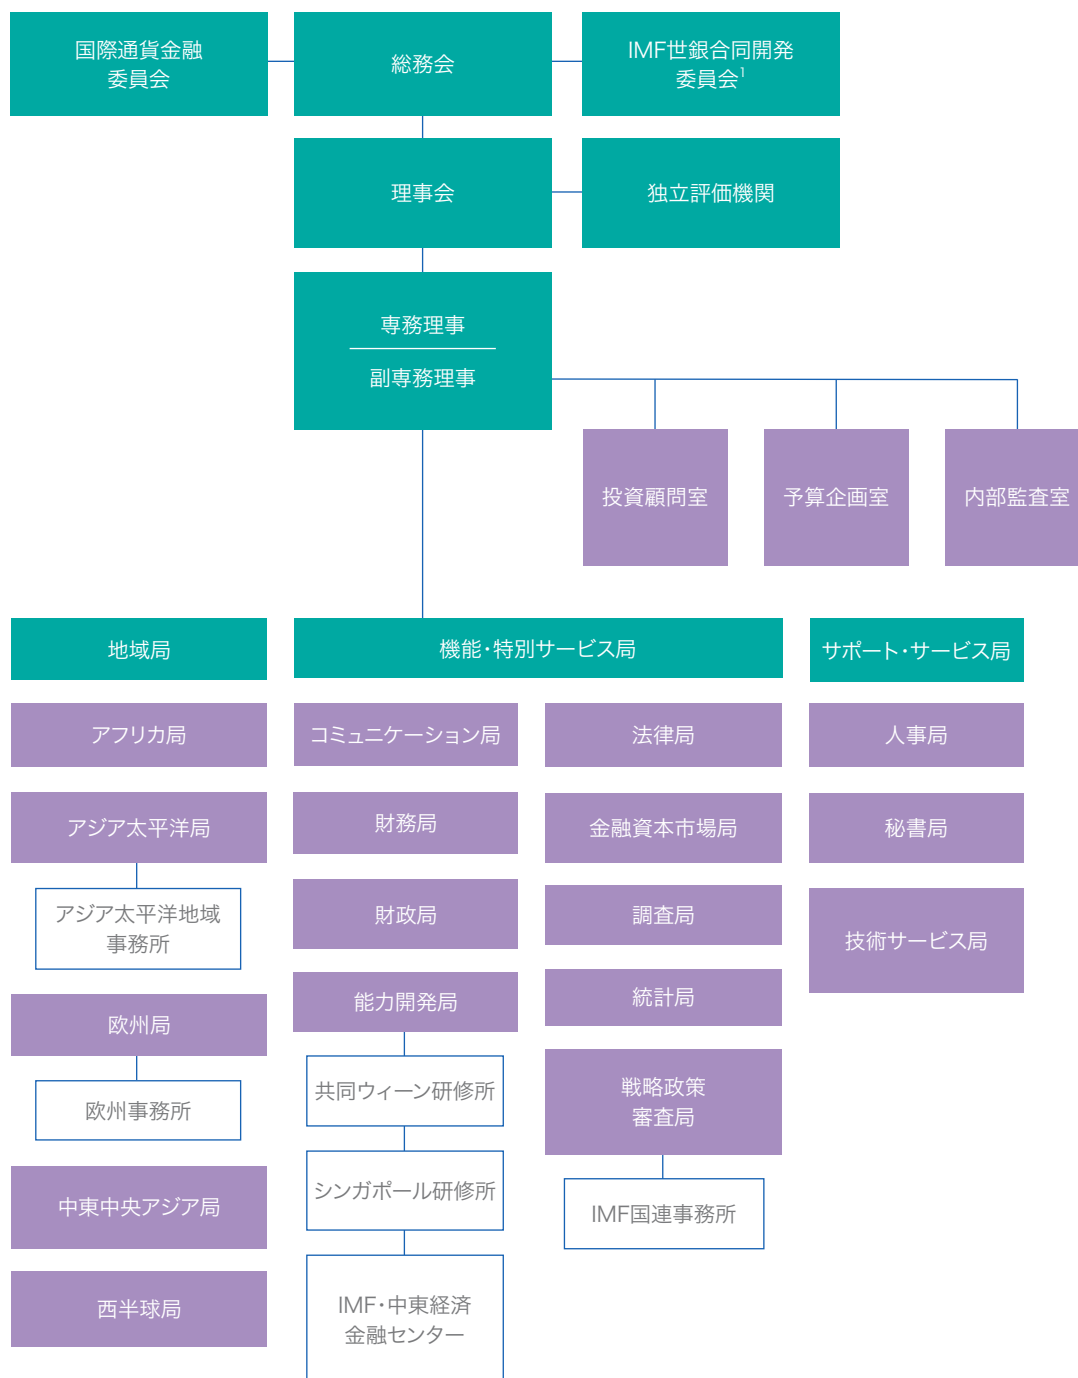 国際通貨金融
委員会
総務会
IMF世銀合同開発
委員会1
理事会
独立評価機関
専務理事
副専務理事
投資顧問室
予算企画室
内部監査室
地域局
機能・特別サービス局
サポート・サービス局
アフリカ局
コミュニケーション局
法律局
人事局
アジア太平洋局
財務局
金融資本市場局
秘書局
アジア太平洋地域
事務所
財政局
調査局
技術サービス局
欧州局
能力開発局
統計局
欧州事務所
共同ウィーン研修所
戦略政策
審査局
中東中央アジア局
シンガポール研修所
IMF国連事務所
西半球局
IMF・中東経済
金融センター